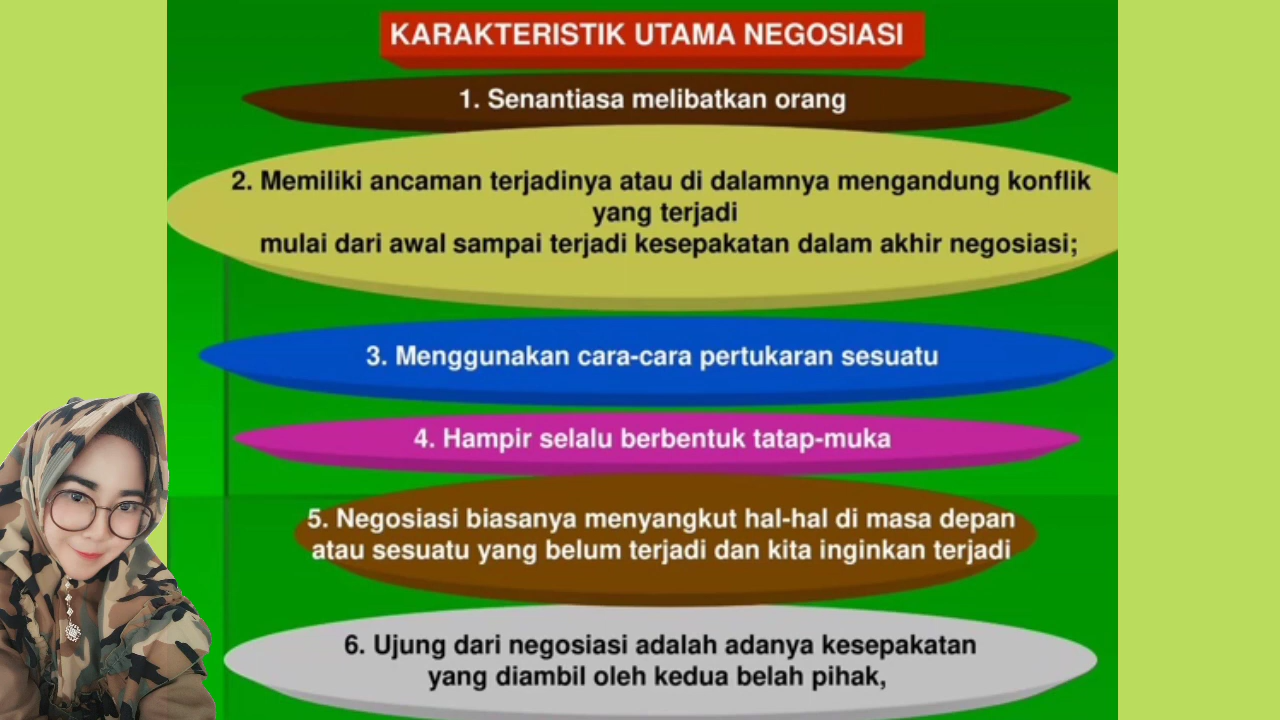 KARAKTERISTIK UTAMA NEGOSIASI
1. Senantiasa melibatkan orang
2. Memiliki ancaman terjadinya atau di dalamnya mengandung konflik
yang terjadi
mulai dari awal sampai terjadi kesepakatan dalam akhir negosiasi;
3. Menggunakan cara-cara pertukaran sesuatu
4. Hampir selalu berbentuk tatap-muka
5. Negosiasi biasanya menyangkut hal-hal di masa depan
atau sesuatu yang belum terjadi dan kita inginkan terjadi
6. Ujung dari negosiasi adalah adanya kesepakatan
yang diambil oleh kedua belah pihak,